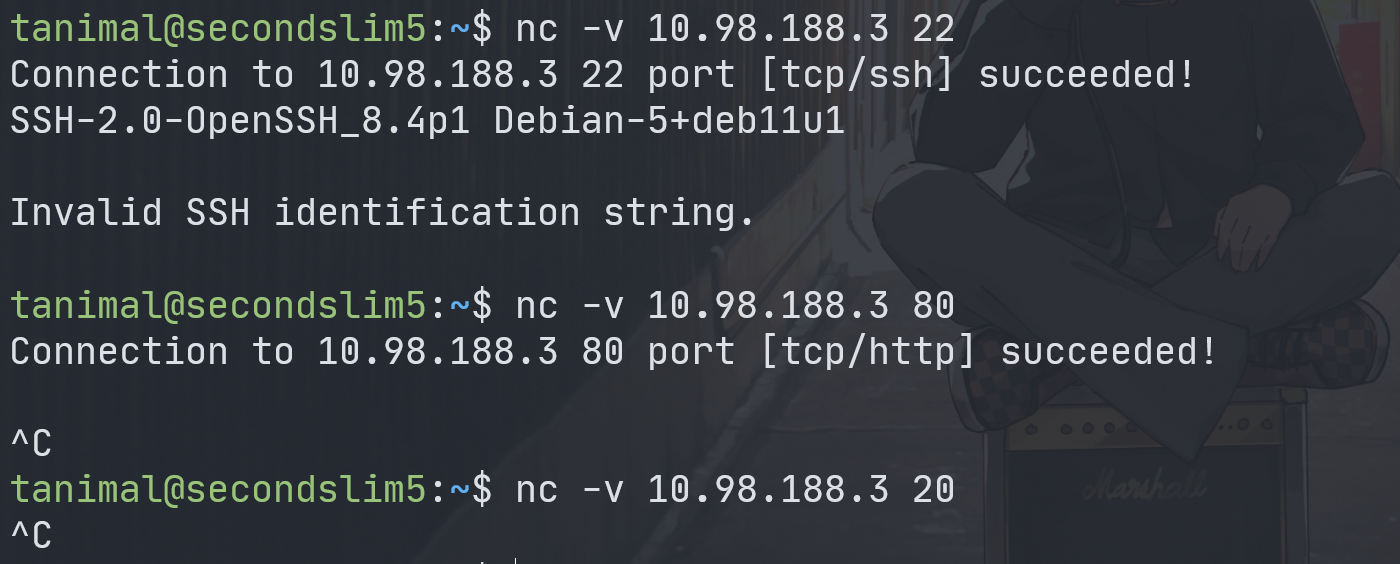 tanimal@secondslim5:~$ nc -v 10.98.188.3 22
Connection to 10.98.188.3 22 port [tcp/ssh] succeeded!
SSH-2.0-OpenSSH_8.4p1 Debian-5+deb11u1
Invalid SSH identification string.
tanimal@secondslim5:~$ nc -v 10.98.188.3 80
Connection to 10.98.188.3 80 port [tcp/http] succeeded!
^C
tanimal@secondslim5:~$ nc -v 10.98.188.3 20
^C
Marshall